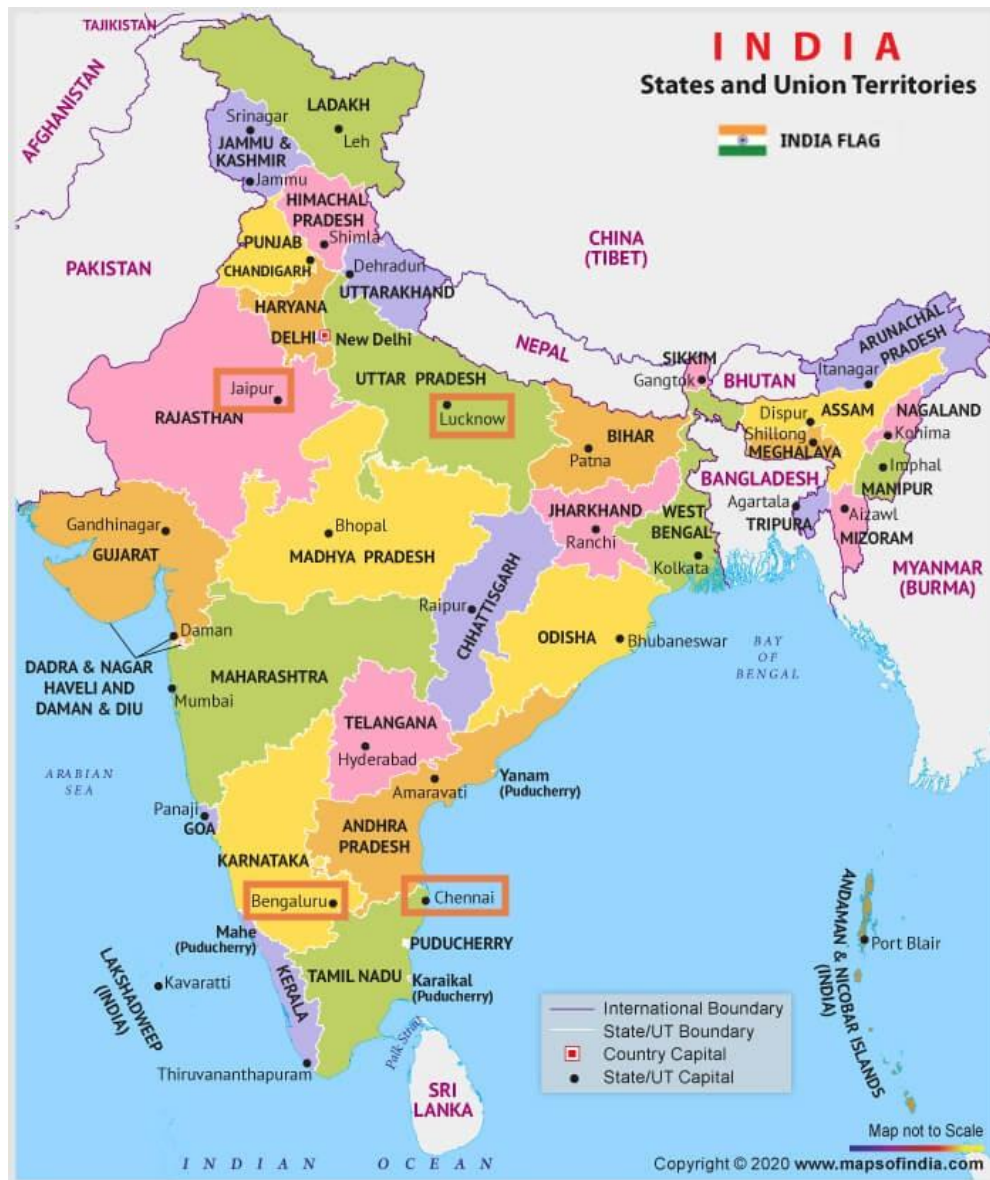 TAJIKISTAN
INDIA
States and Union Territories
INDIA FLAG
AFGHANISTAN
LADAKH
Srinagar
Leh
JAMMU &
KASHMIR
Jammu
HIMACHAL
PRADESH
Shimla
PUNJAB
CHANDIGARH
Dehradun
UTTARAKHAND
CHINA
(TIBET)
PAKISTAN
HARYANA
DELHI
New Delhi
NEPAL
ARUNACHAL
PRADESH
Itanagar
SIKKIM
Gangtok
BHUTAN
Jaipur
RAJASTHAN
UTTAR PRADESH
Lucknow
BIHAR
Patna
Dispur
ASSAM
NAGALAND
Shillong
Kohima
MEGHALAYA
BANGLADESH
Imphal
MANIPUR
Agartala
TRIPURA
Aizawl
MIZORAM
MYANMAR
(BURMA)
Gandhinagar
GUJARAT
Bhopal
MADHYA PRADESH
JHARKHAND
Ranchi
WEST
BENGAL
Kolkata
CHHATTISGARH
Raipur
ODISHA
Bhubaneswar
BAY
OF
BENGAL
Daman
DADRA & NAGAR
HAVELI AND
DAMAN & DIU
MAHARASHTRA
Mumbai
TELANGANA
Hyderabad
ARABIAN
SEA
Amaravati
Yanam
(Puducherry)
Panaji
GOA
ANDHRA
PRADESH
KARNATAKA
Bengaluru
Chennai
Mahe
(Puducherry)
PUDUCHERRY
LAKSHADWEEP
(INDIA)
Kavaratti
KERALA
TAMIL NADU
Karaikal
(Puducherry)
Thiruvananthapuram
Palk Strait
SRI
LANKA
ANDAMAN & NICOBAR ISLANDS
(INDIA)
Port Blair
International Boundary
State/UT Boundary
Country Capital
State/UT Capital
INDIAN OCEAN
Map not to Scale
Copyright © 2020 www.mapsofindia.com